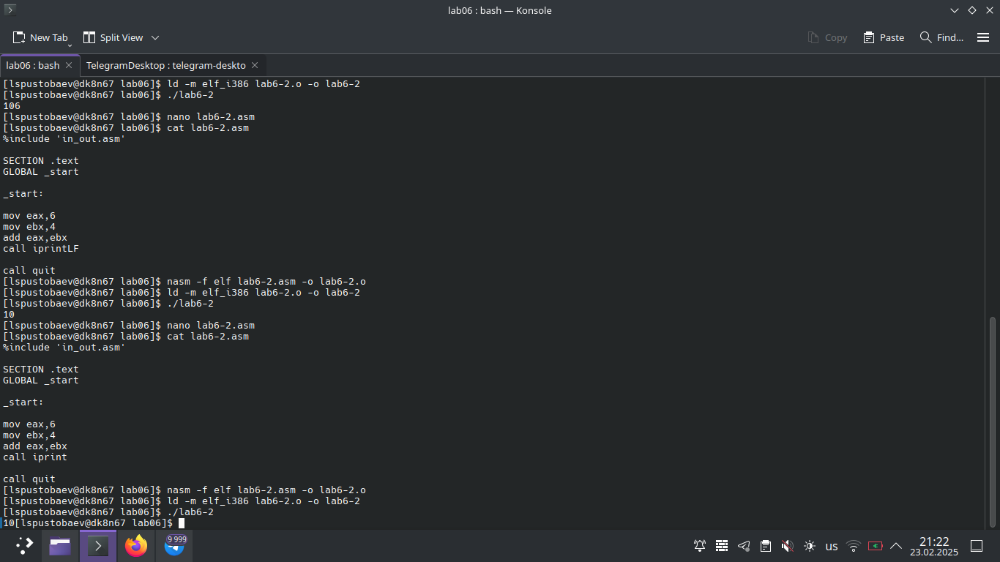 lab06 : bash — Konsole
New Tab
Split View
Copy
Paste
Find...
lab06 : bash
TelegramDesktop : telegram-deskto
[lspustobaev@dk8n67 lab06]$ ld -m elf_i386 lab6-2.o -o lab6-2
[lspustobaev@dk8n67 lab06]$ ./lab6-2
106
[lspustobaev@dk8n67 lab06]$ nano lab6-2.asm
[lspustobaev@dk8n67 lab06]$ cat lab6-2.asm
%include 'in_out.asm'
SECTION .text
GLOBAL _start
_start:
mov eax,6
mov ebx,4
add eax,ebx
call iprintLF
call quit
[lspustobaev@dk8n67 lab06]$ nasm -f elf lab6-2.asm -o lab6-2.o
[lspustobaev@dk8n67 lab06]$ ld -m elf_i386 lab6-2.o -o lab6-2
[lspustobaev@dk8n67 lab06]$ ./lab6-2
10
[lspustobaev@dk8n67 lab06]$ nano lab6-2.asm
[lspustobaev@dk8n67 lab06]$ cat lab6-2.asm
%include 'in_out.asm'
SECTION .text
GLOBAL _start
_start:
mov eax,6
mov ebx,4
add eax,ebx
call iprint
call quit
[lspustobaev@dk8n67 lab06]$ nasm -f elf lab6-2.asm -o lab6-2.o
[lspustobaev@dk8n67 lab06]$ ld -m elf_i386 lab6-2.o -o lab6-2
[lspustobaev@dk8n67 lab06]$ ./lab6-2
10[lspustobaev@dk8n67 lab06]$
9 999
us
21:22
23.02.2025